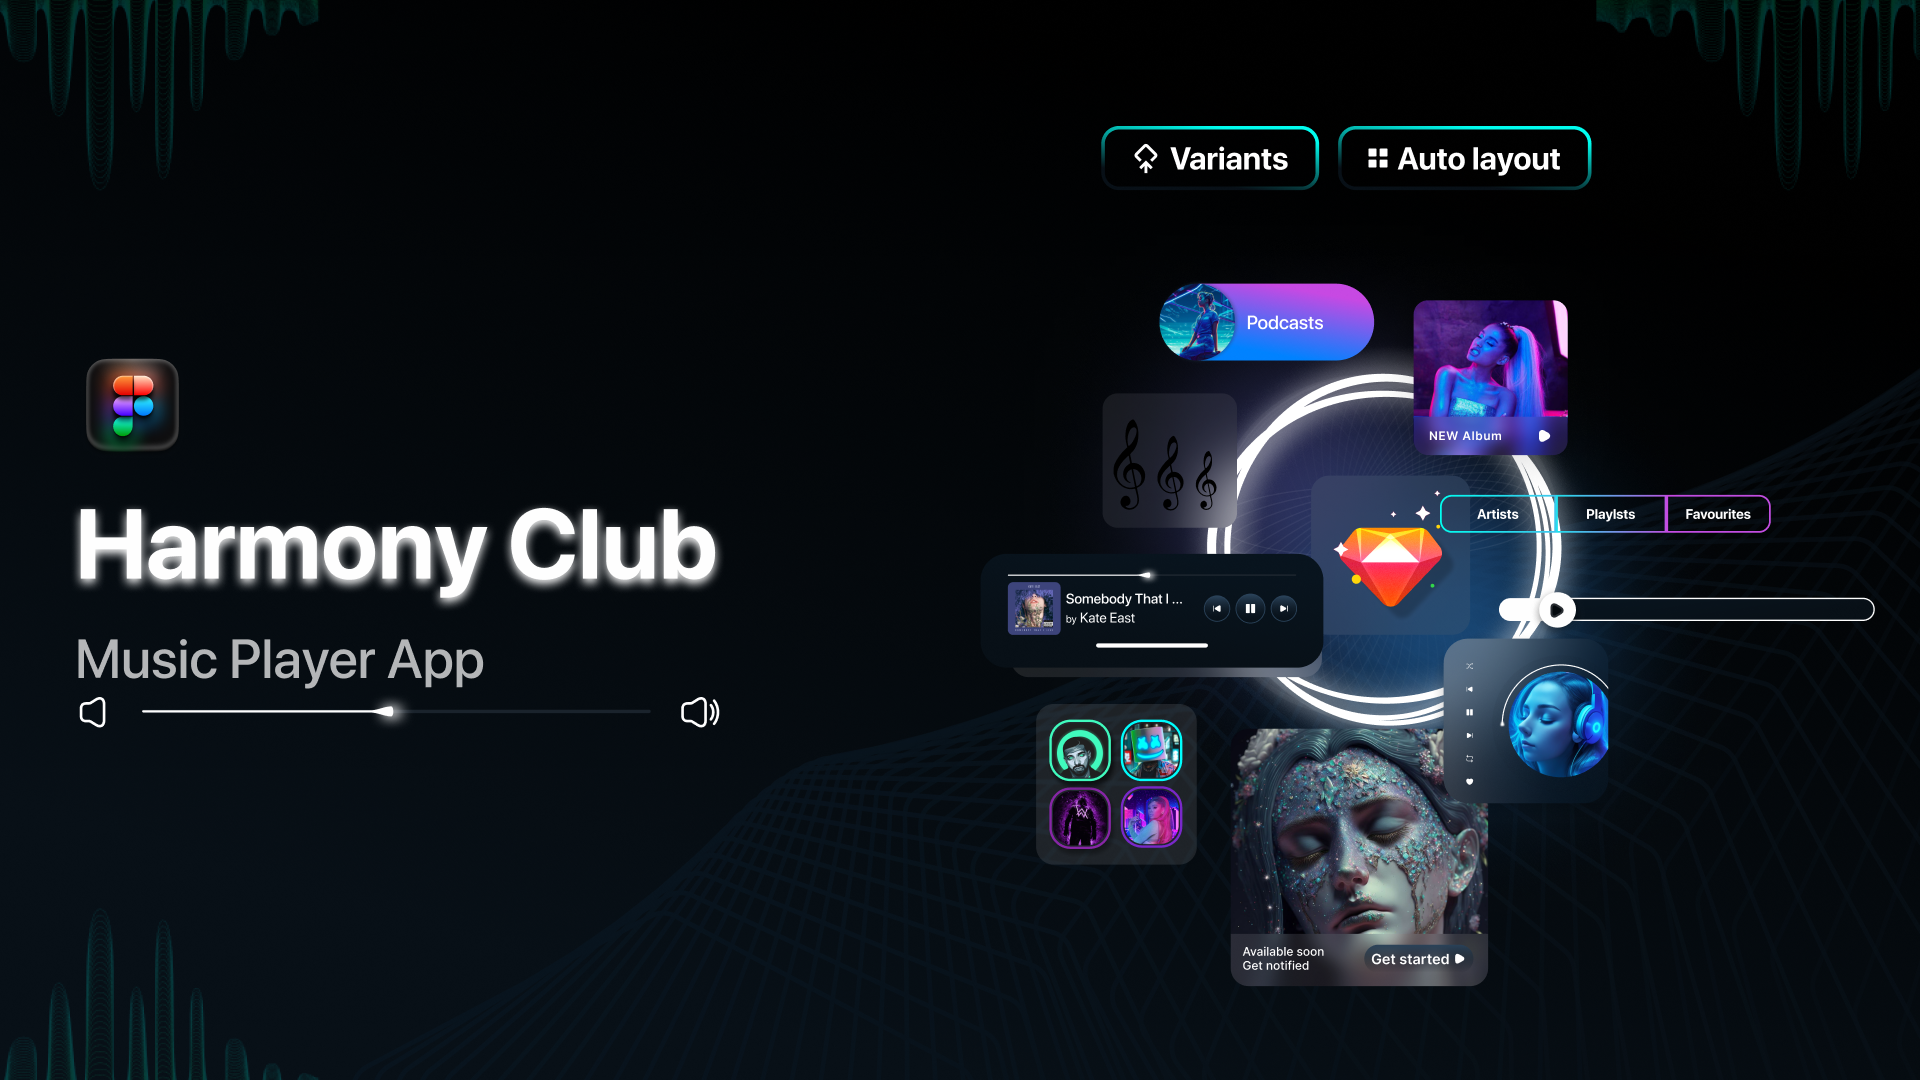 Variants
Auto layout
Podcasts
NEW Album
Harmony Club
Music Player App
Artists
Playlsts
Favourites
Somebody That I ...
by Kate East
Available soon
Get notified
Get started